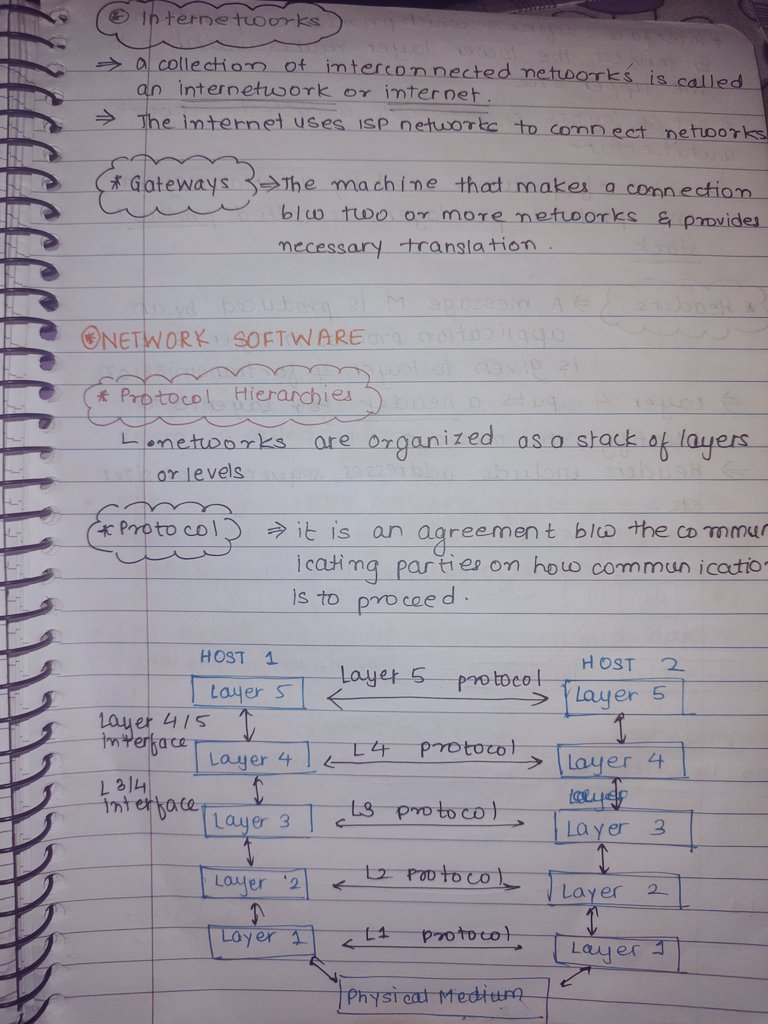 * Internetworks
⇒ a collection of interconnected networks is called
an internetwork or internet.
⇒ The internet uses ISP networks to connect networks
* Gateways ⇒ The machine that makes a connection
b/w two or more networks & provides
necessary translation.
* NETWORK SOFTWARE
* Protocol Hierarchies
↳ • networks are organized as a stack of layers
or levels
* Protocol ⇒ it is an agreement b/w the commun
icating parties on how communicatio
is to proceed.
HOST 1 HOST 2
Layer 5 Layer 5 protocol Layer 5
Layer 4/5
interface
Layer 4 L4 protocol Layer 4
L3/4
interface
Layer 3 L3 protocol Layer 3
Layer 2 L2 protocol Layer 2
Layer 1 L1 protocol Layer 1
Physical Medium